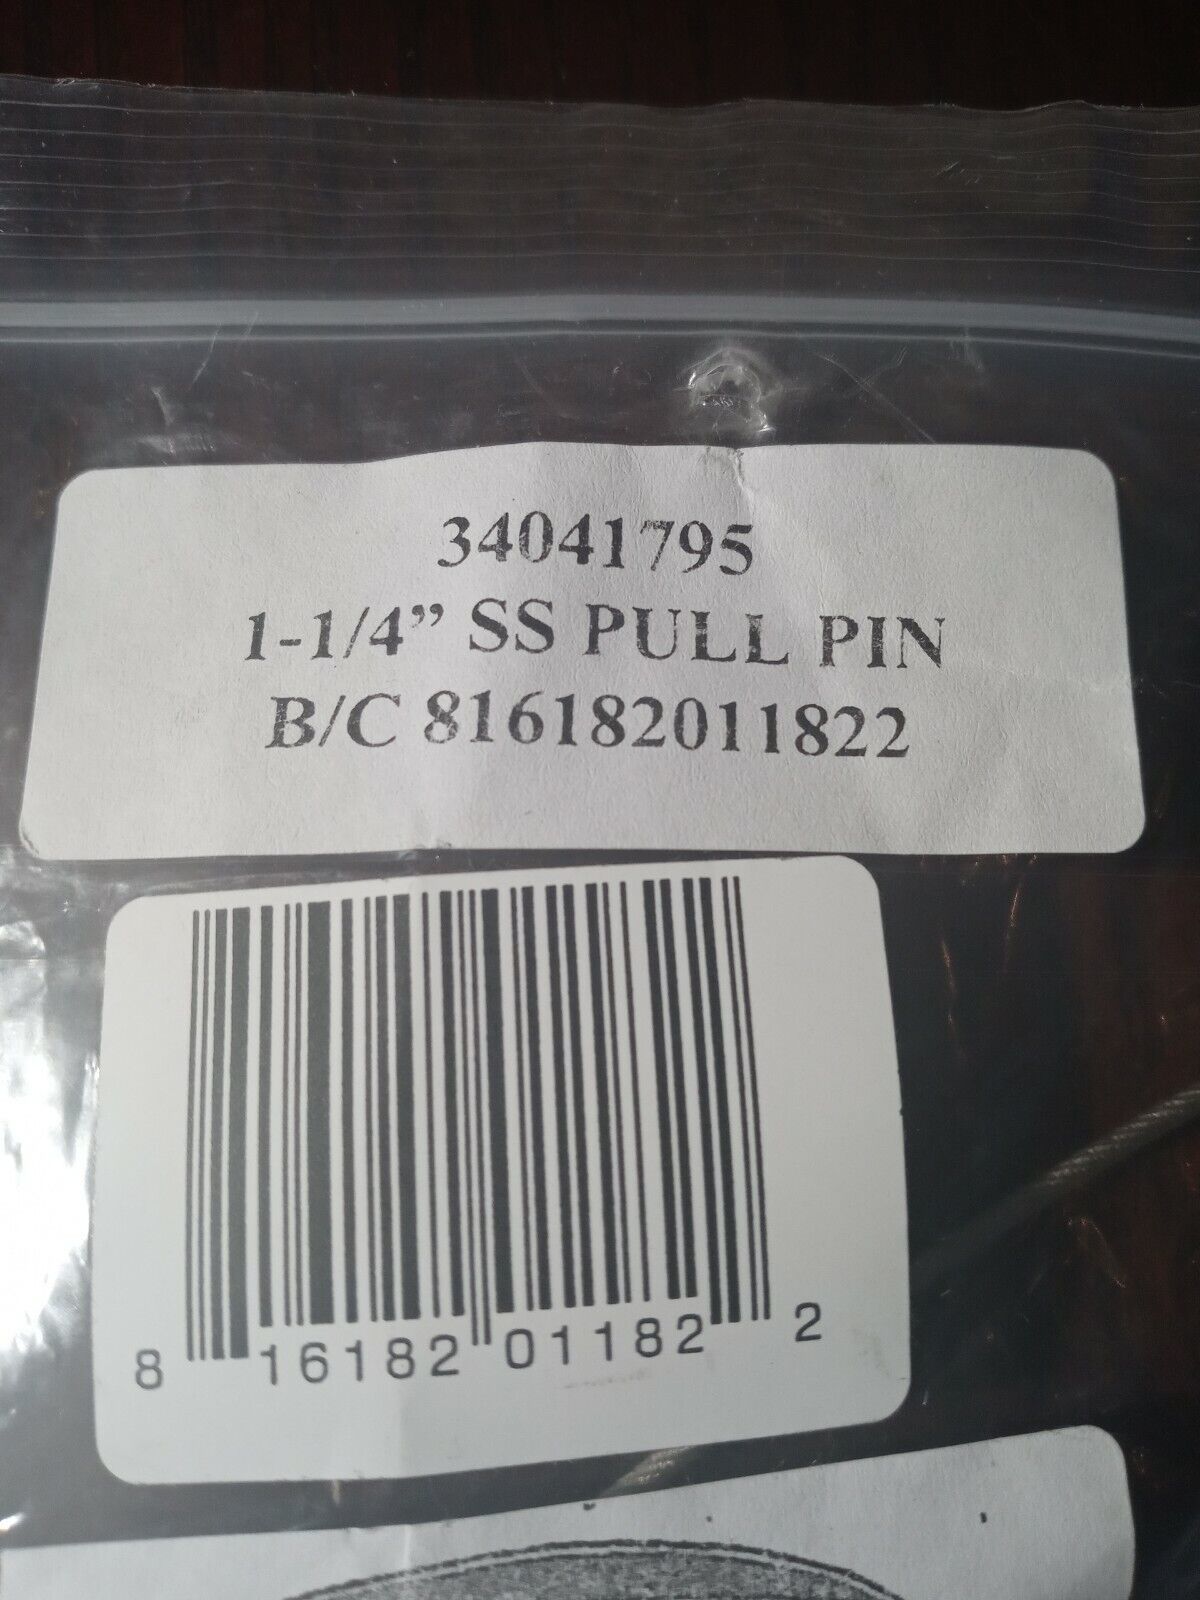 34041795
1-1/4” SS PULL PIN
B/C 816182011822
8 16182 01182 2